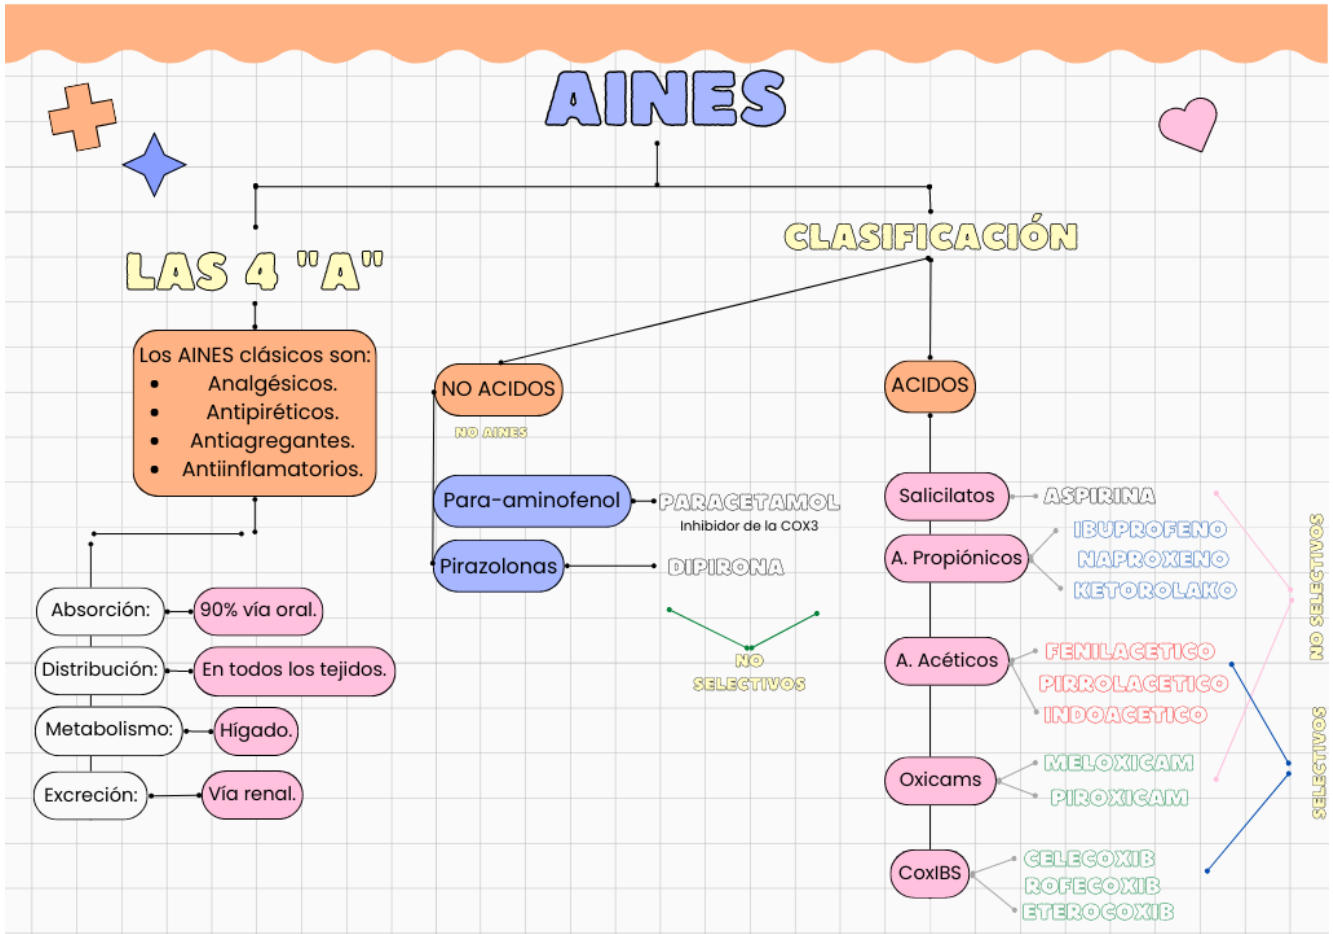 AINES
LAS 4 "A"
Los AINES clásicos son:
• Analgésicos.
• Antipiréticos.
• Antiagregantes.
• Antiinflamatorios.
Absorción:
90% vía oral.
Distribución:
En todos los tejidos.
Metabolismo:
Hígado.
Excreción:
Vía renal.
CLASIFICACIÓN
NO ACIDOS
NO AINES
Para-aminofenol
PARACETAMOL
Inhibidor de la COX3
Pirazolonas
DIPIRONA
NO
SELECTIVOS
ACIDOS
Salicilatos
ASPIRINA
A. Propiónicos
IBUPROFENO
NAPROXENO
KETOROLAKO
A. Acéticos
FENILACETICO
PIRROLACETICO
INDOACETICO
Oxicams
MELOXICAM
PIROXICAM
CoxIBS
CELECOXIB
ROFECOXIB
ETEROCOXIB
NO SELECTIVOS
SELECTIVOS